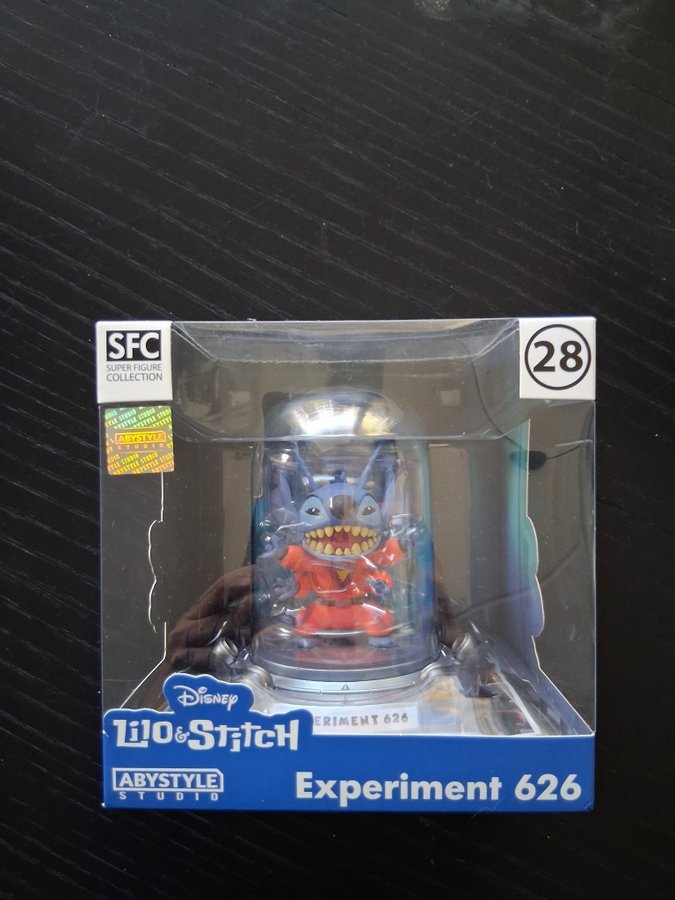 SFC
SUPER FIGURE
COLLECTION
28
ABYSTYLE
STUDIO
Disney
Lilo & Stitch
ERIMENT 626
ABYSTYLE
STUDIO
Experiment 626